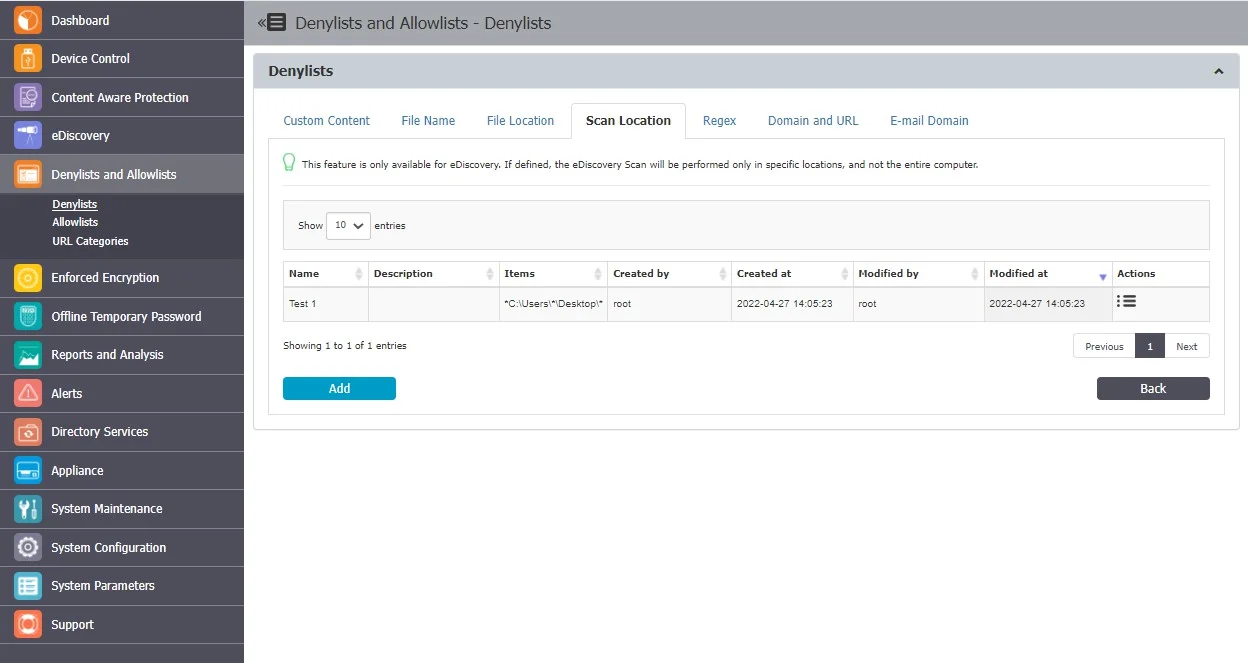 Dashboard
Device Control
Content Aware Protection
eDiscovery
Denylists and Allowlists
Denylists
Allowlists
URL Categories
Enforced Encryption
Offline Temporary Password
Reports and Analysis
Alerts
Directory Services
Appliance
System Maintenance
System Configuration
System Parameters
Support
Denylists and Allowlists - Denylists
Denylists
Custom Content File Name File Location Scan Location Regex Domain and URL E-mail Domain
This feature is only available for eDiscovery. If defined, the eDiscovery Scan will be performed only in specific locations, and not the entire computer.
Show 10 entries
Name Description Items Created by Created at Modified by Modified at Actions
Test 1 *C:\Users\*\Desktop\* root 2022-04-27 14:05:23 root 2022-04-27 14:05:23
Showing 1 to 1 of 1 entries Previous 1 Next
Add Back